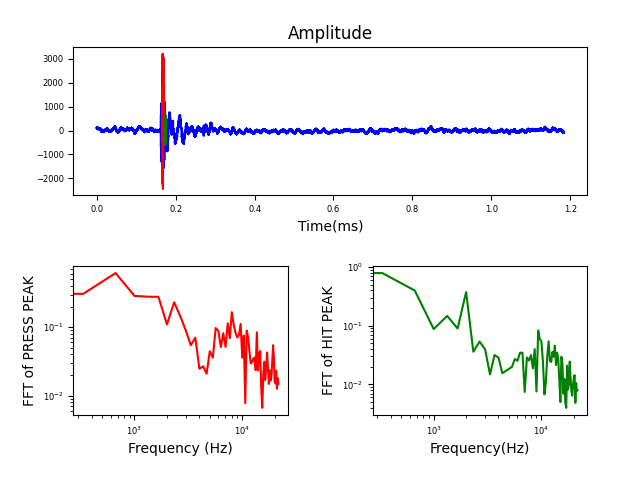 Amplitude
3000
2000
1000
0
−1000
−2000
0.0 0.2 0.4 0.6 0.8 1.0 1.2
Time(ms)
FFT of PRESS PEAK
10⁻¹
10⁻²
10³ 10⁴
Frequency (Hz)
FFT of HIT PEAK
10⁰
10⁻¹
10⁻²
10³ 10⁴
Frequency(Hz)